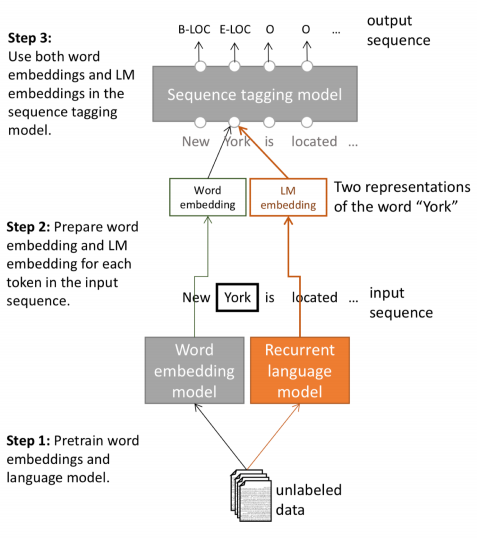 B-LOC E-LOC O O ...
output
sequence
Step 3:
Use both word
embeddings and LM
embeddings in the
sequence tagging
model.
Sequence tagging model
New York is located ...
Word
embedding
LM
embedding
Two representations
of the word “York”
Step 2: Prepare word
embedding and LM
embedding for each
token in the input
sequence.
New York is located ...
input
sequence
Word
embedding
model
Recurrent
language
model
Step 1: Pretrain word
embeddings and
language model.
unlabeled
data